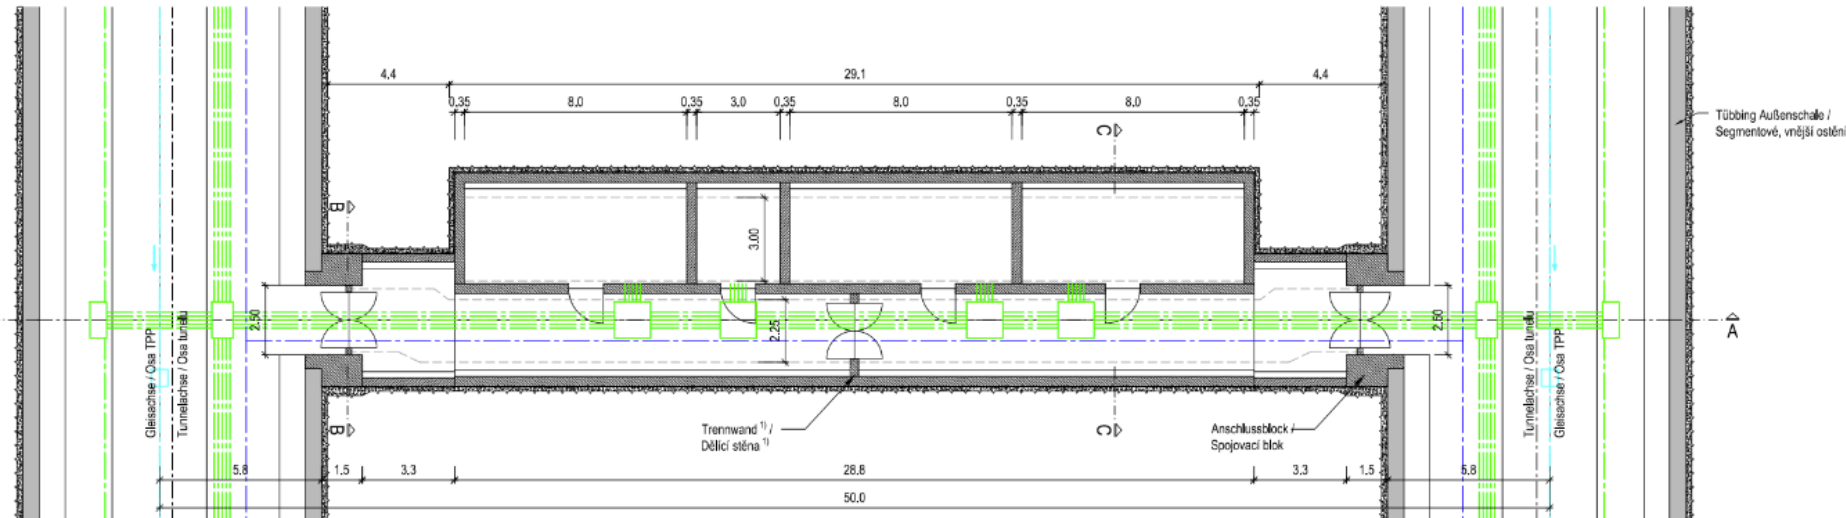 4.4
29.1
4.4
0.35
8.0
0.35
3.0
0.35
8.0
0.35
8.0
0.35
C
Tübbing Außenschale /
Segmentové, vnější ostění
B
3.00
2.50
2.25
2.50
A
Gleisachse / Osa TPP
Tunnelachse / Osa tunelu
Tunnelachse / Osa tunelu
Gleisachse / Osa TPP
B
Trennwand ¹⁾ /
Dělící stěna ¹⁾
C
Anschlussblock /
Spojovací blok
5.8
1.5
3.3
28.8
3.3
1.5
5.8
50.0